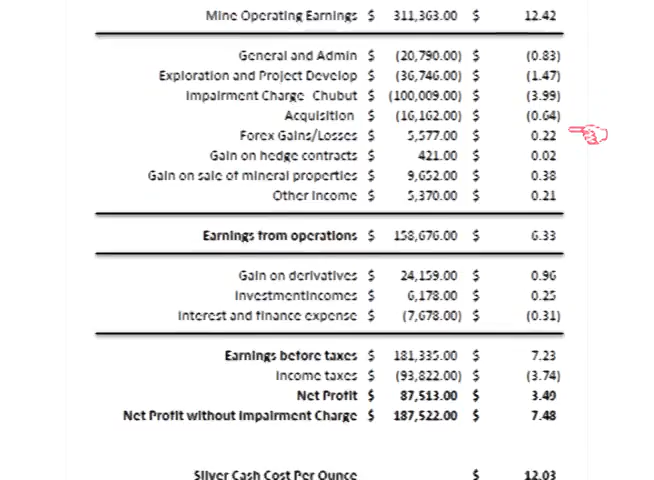 Mine Operating Earnings $ 311,363.00 $ 12.42
General and Admin $ (20,790.00) $ (0.83)
Exploration and Project Develop $ (36,746.00) $ (1.47)
Impairment Charge Chubut $ (100,009.00) $ (3.99)
Acquisition $ (16,162.00) $ (0.64)
Forex Gains/Losses $ 5,577.00 $ 0.22
Gain on hedge contracts $ 421.00 $ 0.02
Gain on sale of mineral properties $ 9,652.00 $ 0.38
Other Income $ 5,370.00 $ 0.21
Earnings from operations $ 158,676.00 $ 6.33
Gain on derivatives $ 24,159.00 $ 0.96
InvestmentIncomes $ 6,178.00 $ 0.25
Interest and finance expense $ (7,678.00) $ (0.31)
Earnings before taxes $ 181,335.00 $ 7.23
Income taxes $ (93,822.00) $ (3.74)
Net Profit $ 87,513.00 $ 3.49
Net Profit without Impairment Charge $ 187,522.00 $ 7.48
Silver Cash Cost Per Ounce $ 12.03